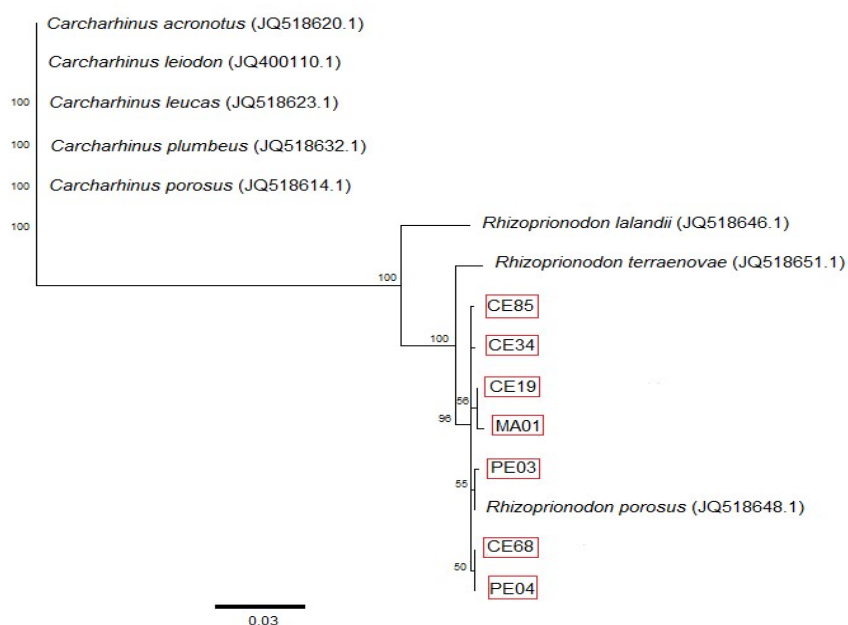 Carcharhinus acronotus (JQ518620.1)
Carcharhinus leiodon (JQ400110.1)
100 Carcharhinus leucas (JQ518623.1)
100 Carcharhinus plumbeus (JQ518632.1)
100 Carcharhinus porosus (JQ518614.1)
100
Rhizoprionodon lalandii (JQ518646.1)
Rhizoprionodon terraenovae (JQ518651.1)
100
CE85
100
CE34
CE19
56
96
MA01
PE03
55
Rhizoprionodon porosus (JQ518648.1)
CE68
50
PE04
0.03